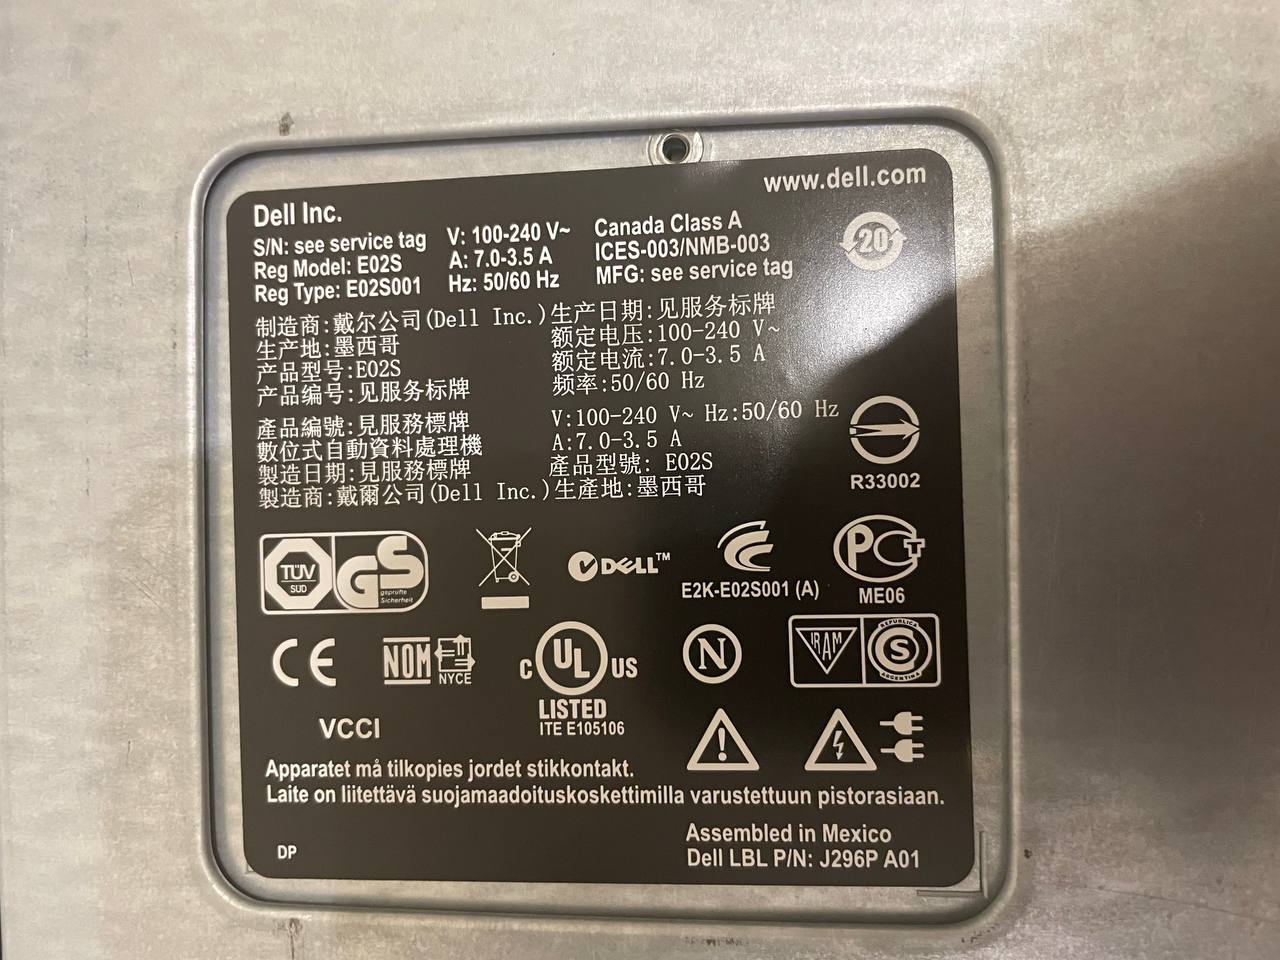 www.dell.com
Dell Inc.
S/N: see service tag
Reg Model: E02S
Reg Type: E02S001
V: 100-240 V~
A: 7.0-3.5 A
Hz: 50/60 Hz
Canada Class A
ICES-003/NMB-003
MFG: see service tag
20
制造商:戴尔公司(Dell Inc.)
生产地:墨西哥
产品型号:E02S
产品编号:见服务标牌
生产日期:见服务标牌
额定电压:100-240 V~
额定电流:7.0-3.5 A
频率:50/60 Hz
產品編號:見服務標牌
數位式自動資料處理機
製造日期:見服務標牌
製造商:戴爾公司(Dell Inc.)
V:100-240 V~ Hz:50/60 Hz
A:7.0-3.5 A
產品型號: E02S
生產地:墨西哥
R33002
TÜV
SÜD
GS
geprüfte
Sicherheit
DELL™
E2K-E02S001 (A)
PCT
ME06
CE
NOM
NYCE
C UL US
LISTED
ITE E105106
N
IRAM
REPUBLICA
S
ARGENTINA
VCCI
Apparatet må tilkopies jordet stikkontakt.
Laite on liitettävä suojamaadoituskoskettimilla varustettuun pistorasiaan.
DP
Assembled in Mexico
Dell LBL P/N: J296P A01